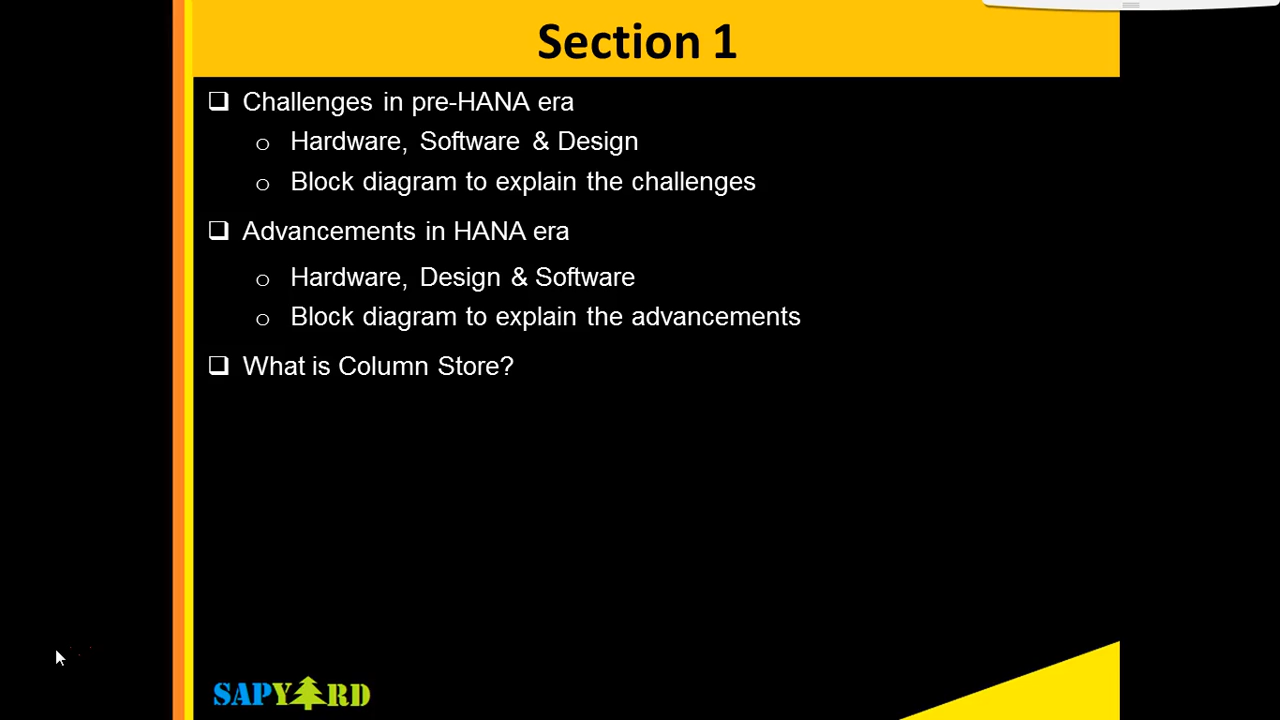 Section 1
Challenges in pre-HANA era
Hardware, Software & Design
Block diagram to explain the challenges
Advancements in HANA era
Hardware, Design & Software
Block diagram to explain the advancements
What is Column Store?
SAPYARD